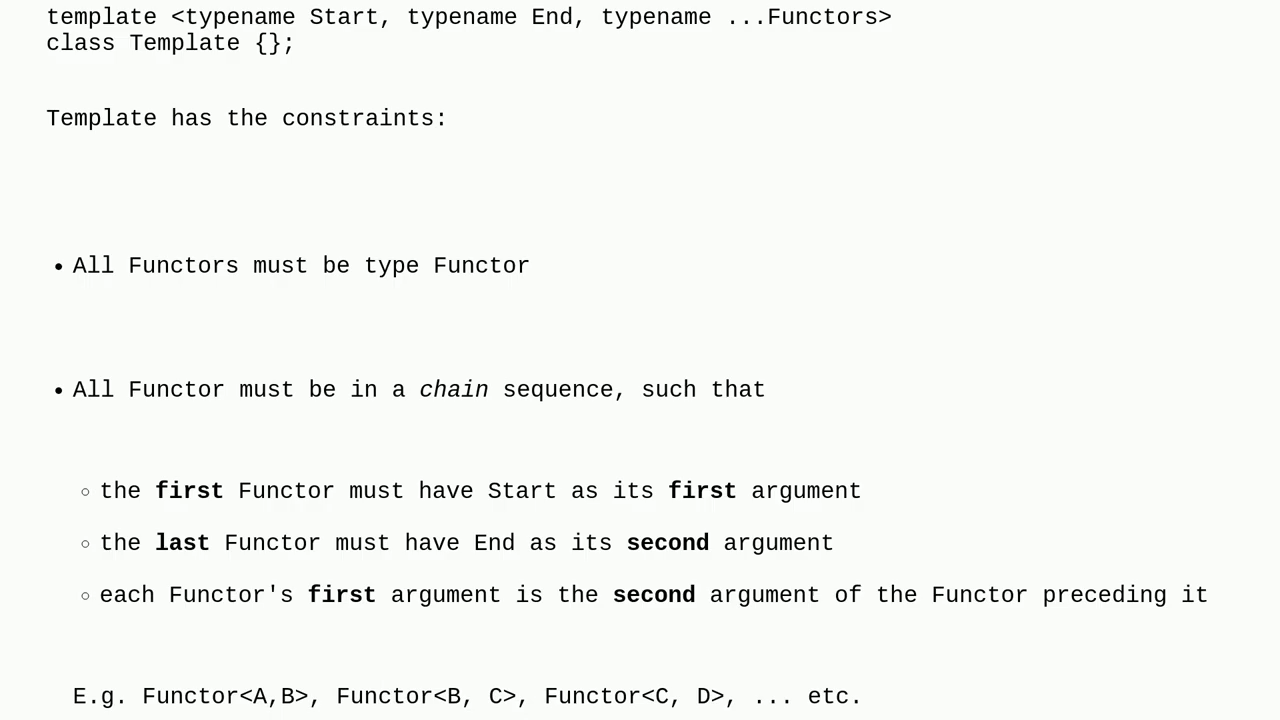 template <typename Start, typename End, typename ...Functors>
class Template {};
Template has the constraints:
• All Functors must be type Functor
• All Functor must be in a chain sequence, such that
○ the first Functor must have Start as its first argument
○ the last Functor must have End as its second argument
○ each Functor's first argument is the second argument of the Functor preceding it
E.g. Functor<A,B>, Functor<B, C>, Functor<C, D>, ... etc.